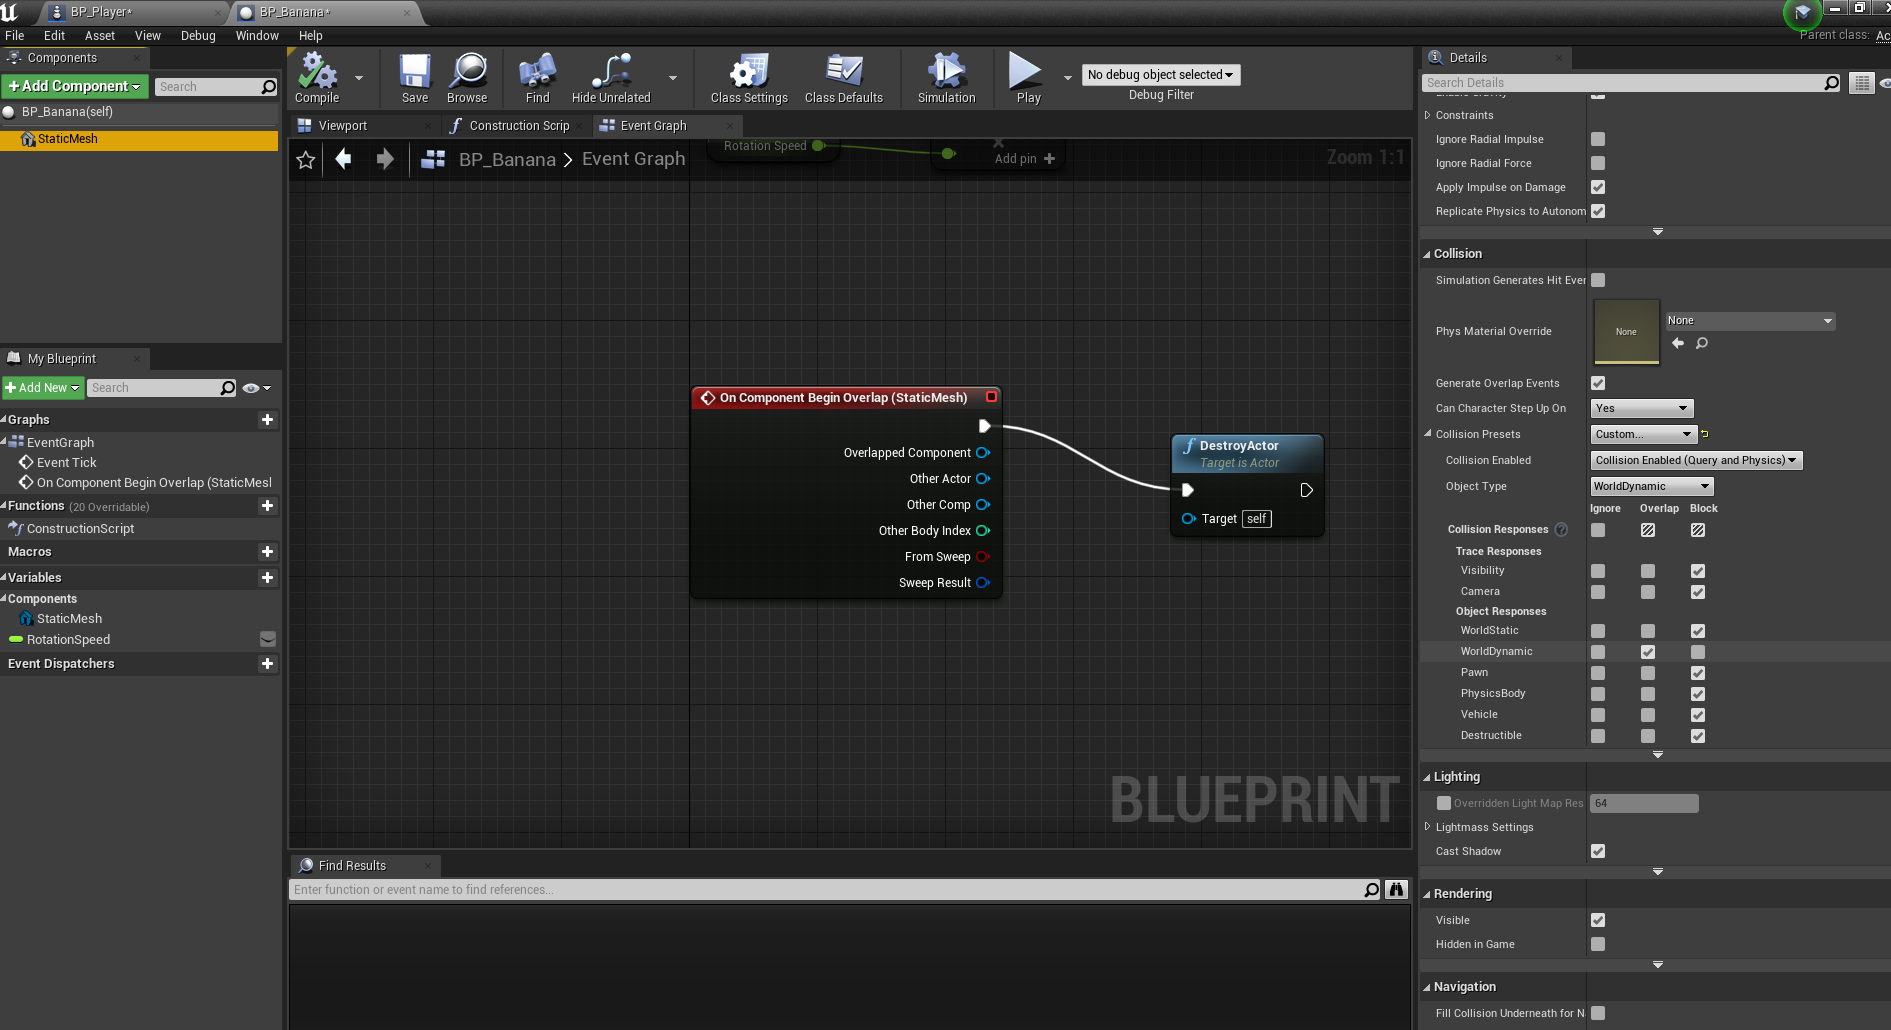 BP_Player*
BP_Banana*
File Edit Asset View Debug Window Help
Parent class: Ac
Components
+Add Component
Search
BP_Banana(self)
StaticMesh
My Blueprint
+Add New
Search
Graphs
EventGraph
Event Tick
On Component Begin Overlap (StaticMesl
Functions (20 Overridable)
ConstructionScript
Macros
Variables
Components
StaticMesh
RotationSpeed
Event Dispatchers
Compile Save Browse Find Hide Unrelated Class Settings Class Defaults Simulation Play
No debug object selected
Debug Filter
Viewport
Construction Scrip
Event Graph
BP_Banana > Event Graph
Rotation Speed
Add pin +
Zoom 1:1
On Component Begin Overlap (StaticMesh)
Overlapped Component
Other Actor
Other Comp
Other Body Index
From Sweep
Sweep Result
DestroyActor
Target is Actor
Target self
BLUEPRINT
Find Results
Enter function or event name to find references...
Details
Search Details
Constraints
Ignore Radial Impulse
Ignore Radial Force
Apply Impulse on Damage
Replicate Physics to Autonom
Collision
Simulation Generates Hit Ever
Phys Material Override
None
None
Generate Overlap Events
Can Character Step Up On Yes
Collision Presets Custom...
Collision Enabled Collision Enabled (Query and Physics)
Object Type WorldDynamic
Ignore Overlap Block
Collision Responses ?
Trace Responses
Visibility
Camera
Object Responses
WorldStatic
WorldDynamic
Pawn
PhysicsBody
Vehicle
Destructible
Lighting
Overridden Light Map Res 64
Lightmass Settings
Cast Shadow
Rendering
Visible
Hidden in Game
Navigation
Fill Collision Underneath for N